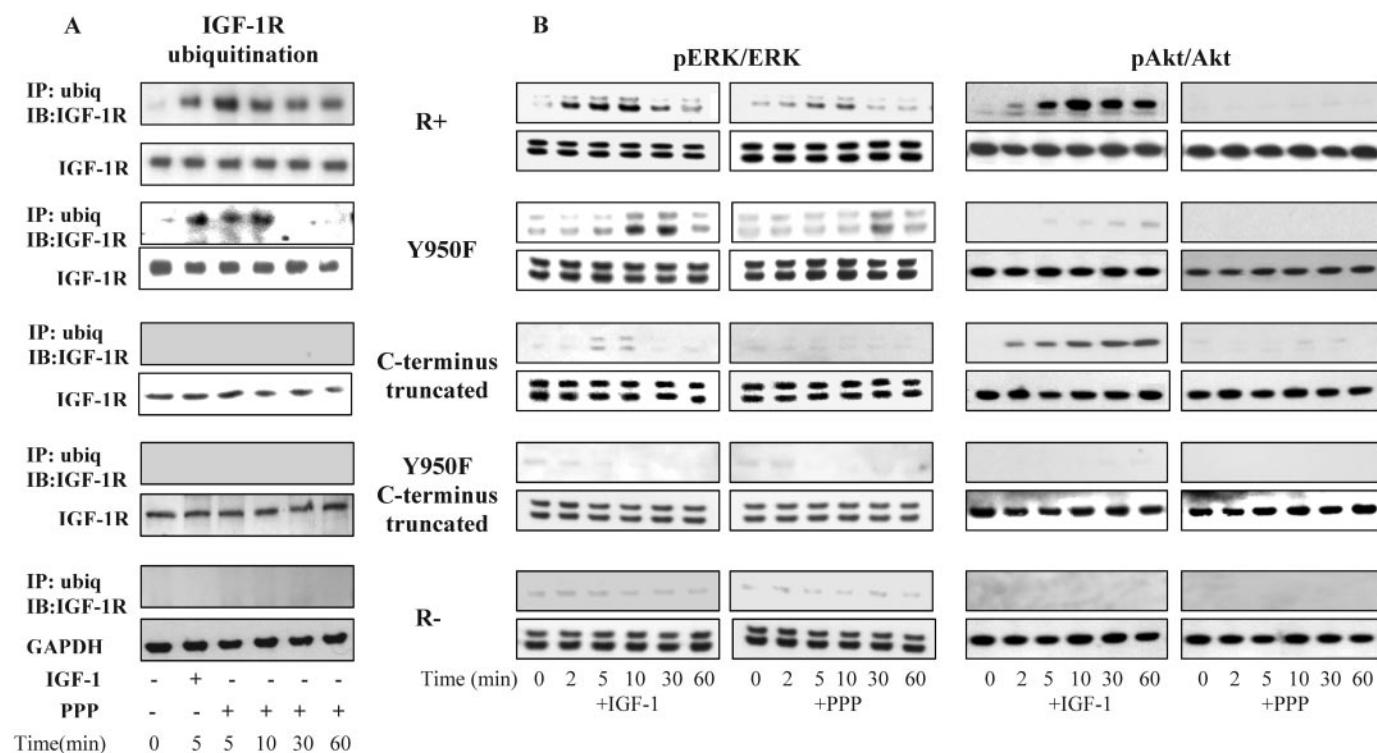 A
IGF-1R
ubiquitination
IP: ubiq
IB:IGF-1R
IGF-1R
IP: ubiq
IB:IGF-1R
IGF-1R
IP: ubiq
IB:IGF-1R
IGF-1R
IP: ubiq
IB:IGF-1R
IGF-1R
IP: ubiq
IB:IGF-1R
GAPDH
IGF-1 - + - - - -
PPP - - + + + +
Time(min) 0 5 5 10 30 60
B
pERK/ERK pAkt/Akt
R+
Y950F
C-terminus
truncated
Y950F
C-terminus
truncated
R-
Time (min) 0 2 5 10 30 60 0 2 5 10 30 60 0 2 5 10 30 60 0 2 5 10 30 60
+IGF-1 +PPP +IGF-1 +PPP